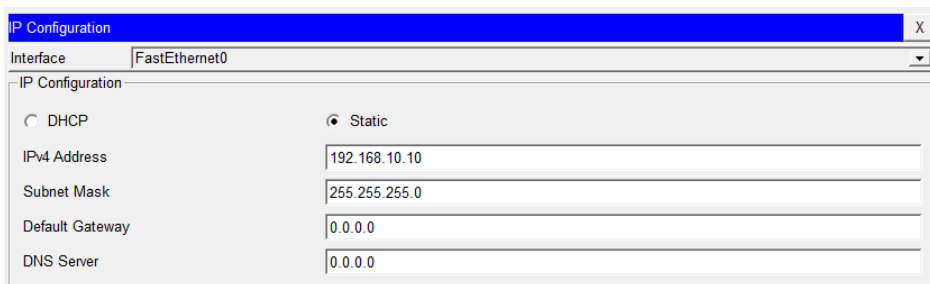 IP Configuration X
Interface FastEthernet0
IP Configuration
DHCP Static
IPv4 Address 192.168.10.10
Subnet Mask 255.255.255.0
Default Gateway 0.0.0.0
DNS Server 0.0.0.0